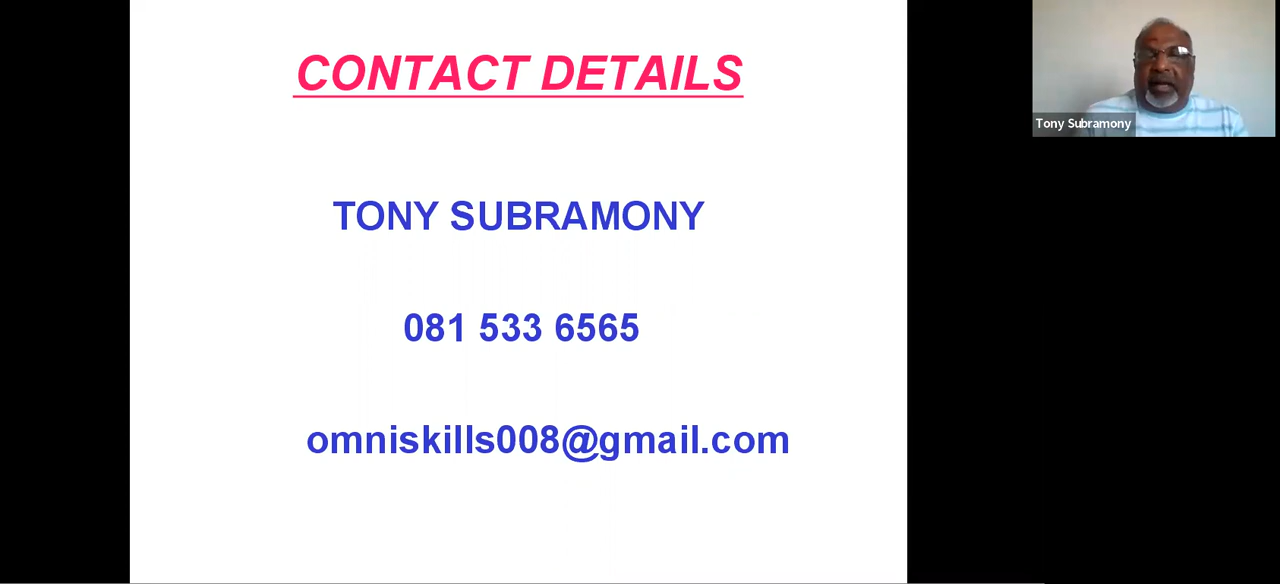 CONTACT DETAILS
TONY SUBRAMONY
081 533 6565
omniskills008@gmail.com
Tony Subramony